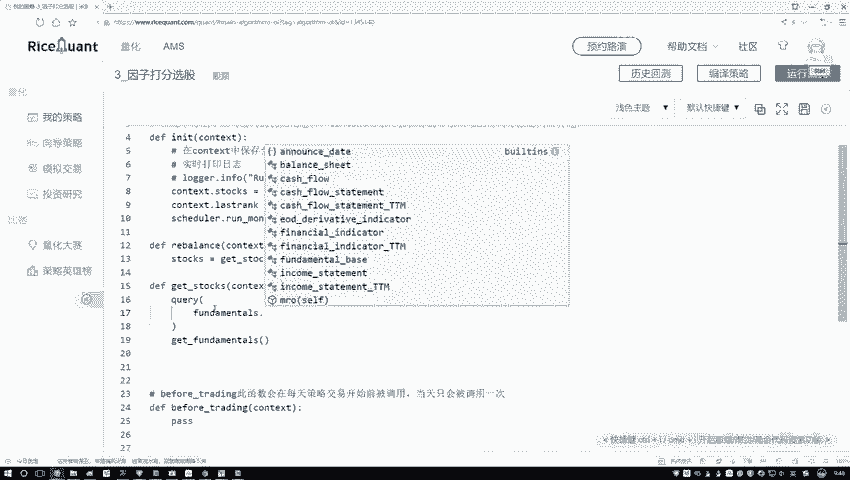 https://www.ricequant.com/quant/
RiceQuant 量化 AMS 预约路演 帮助文档 社区
3_因子打分选股 股票 历史回测 编译策略
量化
我的策略
向导策略
模拟交易
投资研究
比赛
量化大赛
策略英雄榜
浅色主题 默认快捷键
4 def init(context):
5 # 在context中保存
6 # 实时打印日志
7 # logger.info("Ru
8 context.stocks =
9 context.lastrank
10 scheduler.run_mon
11
12 def rebalance(context
13 stocks = get_stoc
14
15 def get_stocks(contex
16 query(
17 fundamentals.
18 )
19 get_fundamentals()
20
21
22
23 # before_trading此函数会在每天策略交易开始前被调用，当天只会被调用一次
24 def before_trading(context):
25 pass
26
27
announce_date builtins
balance_sheet
cash_flow
cash_flow_statement
cash_flow_statement_TTM
eod_derivative_indicator
financial_indicator
financial_indicator_TTM
fundamental_base
income_statement
income_statement_TTM
mro(self)
9:40